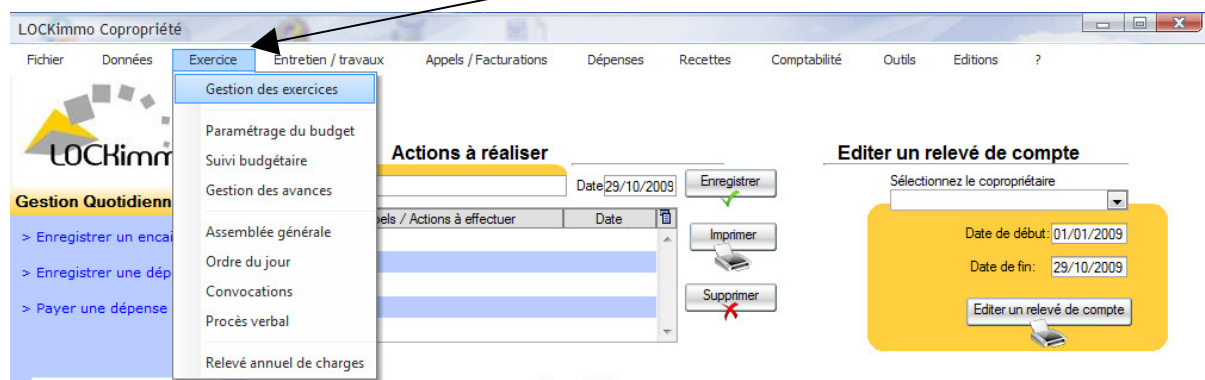 LOCKimmo Copropriété
Fichier Données Exercice Entretien / travaux Appels / Facturations Dépenses Recettes Comptabilité Outils Editions ?
Gestion des exercices
Paramétrage du budget
Suivi budgétaire
Gestion des avances
Assemblée générale
Ordre du jour
Convocations
Procès verbal
Relevé annuel de charges
LOCKimm
Gestion Quotidienn
> Enregistrer un encai
> Enregistrer une dép
> Payer une dépense
Actions à réaliser
Date 29/10/2009
Enregistrer
pels / Actions à effectuer Date
Imprimer
Supprimer
Editer un relevé de compte
Sélectionnez le copropriétaire
Date de début: 01/01/2009
Date de fin: 29/10/2009
Editer un relevé de compte